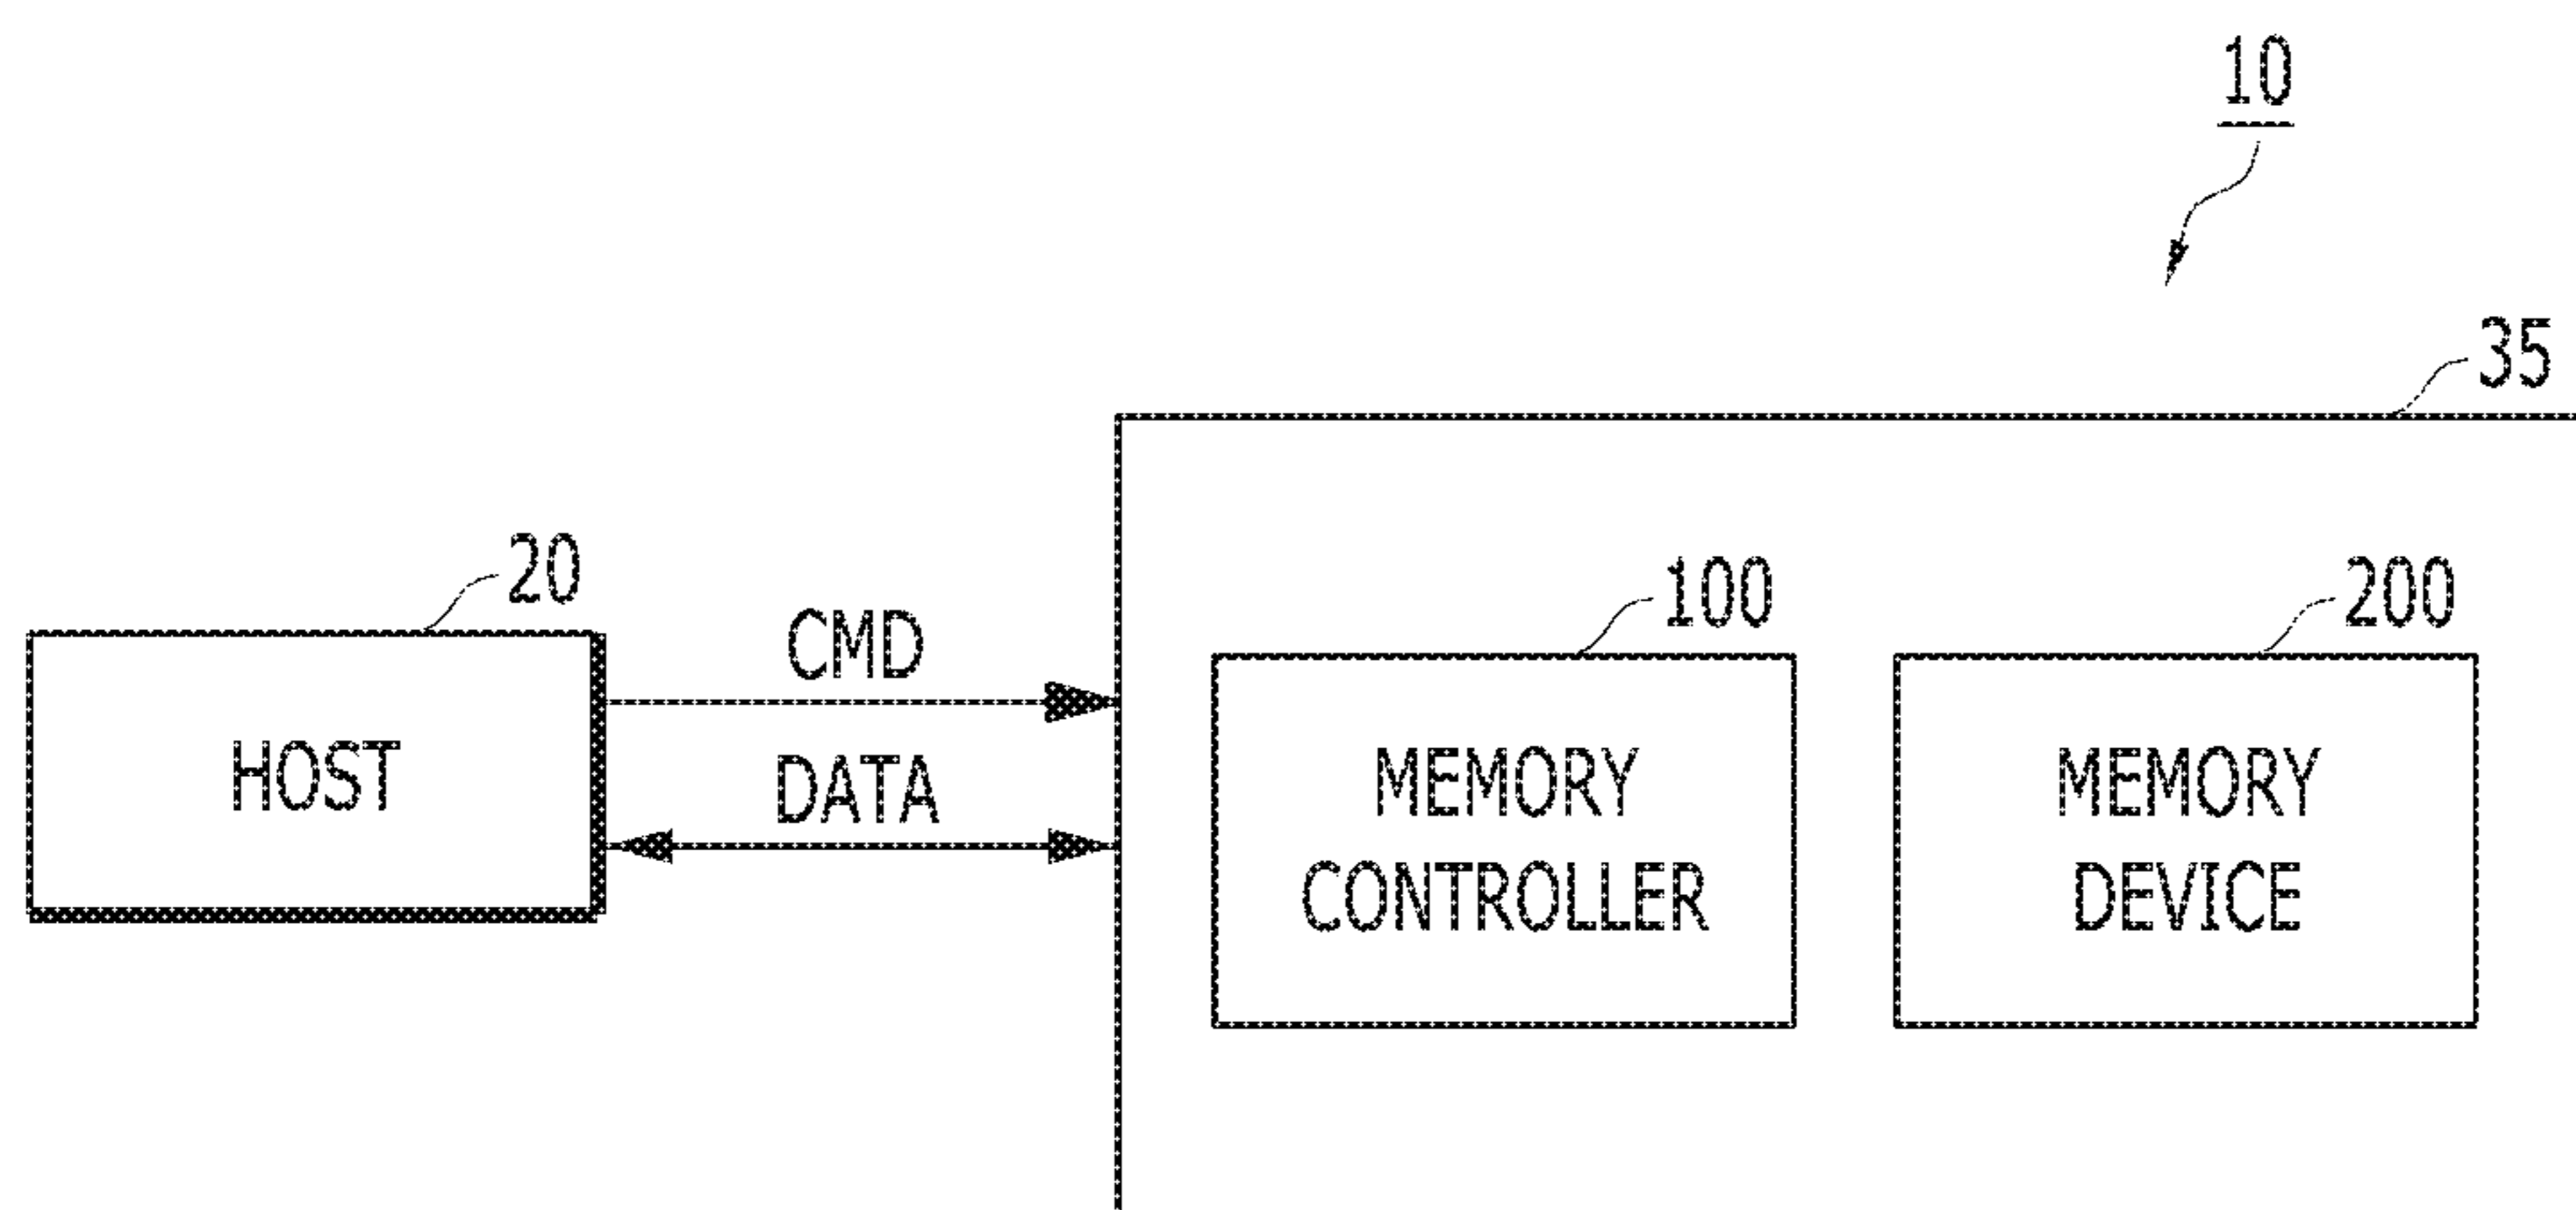 10
35
20
CMD
100
200
HOST
DATA
MEMORY
CONTROLLER
MEMORY
DEVICE